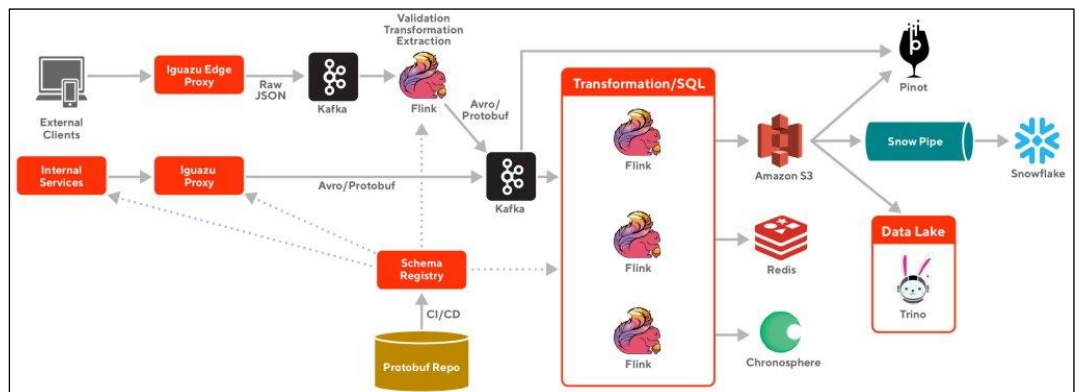 Validation
Transformation
Extraction
Iguazu Edge
Proxy
Raw
JSON
Kafka
Flink
External
Clients
Avro/
Protobuf
Internal
Services
Iguazu
Proxy
Avro/Protobuf
Kafka
Schema
Registry
CI/CD
Protobuf Repo
Transformation/SQL
Flink
Flink
Flink
Amazon S3
Redis
Chronosphere
p
Pinot
Snow Pipe
Snowflake
Data Lake
Trino